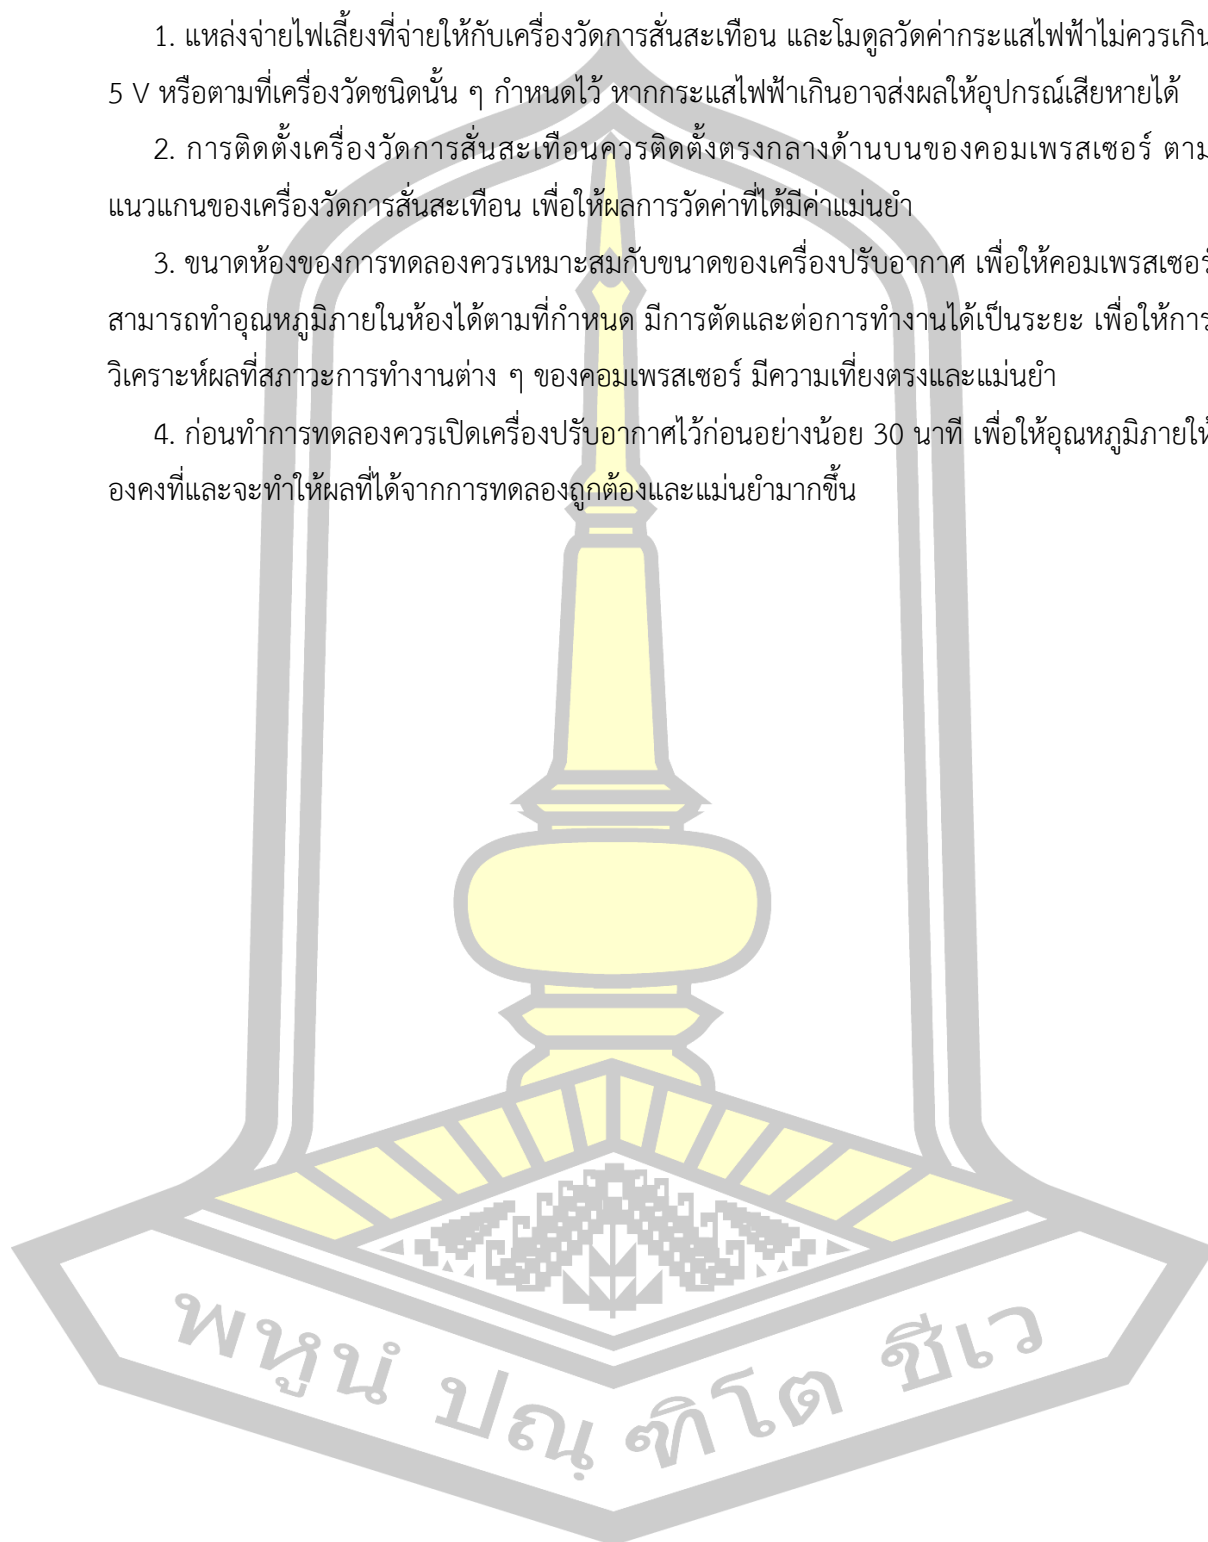 1. แหล่งจ่ายไฟเลี้ยงที่จ่ายให้กับเครื่องวัดการสั่นสะเทือน และโมดูลวัดค่ากระแสไฟฟ้าไม่ควรเกิน
5 V หรือตามที่เครื่องวัดชนิดนั้น ๆ กำหนดไว้ หากกระแสไฟฟ้าเกินอาจส่งผลให้อุปกรณ์เสียหายได้
2. การติดตั้งเครื่องวัดการสั่นสะเทือนควรติดตั้งตรงกลางด้านบนของคอมเพรสเซอร์ ตาม
แนวแกนของเครื่องวัดการสั่นสะเทือน เพื่อให้ผลการวัดค่าที่ได้มีค่าแม่นยำ
3. ขนาดห้องของการทดลองควรเหมาะสมกับขนาดของเครื่องปรับอากาศ เพื่อให้คอมเพรสเซอร์
สามารถทำอุณหภูมิภายในห้องได้ตามที่กำหนด มีการตัดและต่อการทำงานได้เป็นระยะ เพื่อให้การ
วิเคราะห์ผลที่สภาวะการทำงานต่าง ๆ ของคอมเพรสเซอร์ มีความเที่ยงตรงและแม่นยำ
4. ก่อนทำการทดลองควรเปิดเครื่องปรับอากาศไว้ก่อนอย่างน้อย 30 นาที เพื่อให้อุณหภูมิภายให้
องคงที่และจะทำให้ผลที่ได้จากการทดลองถูกต้องและแม่นยำมากขึ้น
พหูนํ ปณฺฑิโต ชีเว